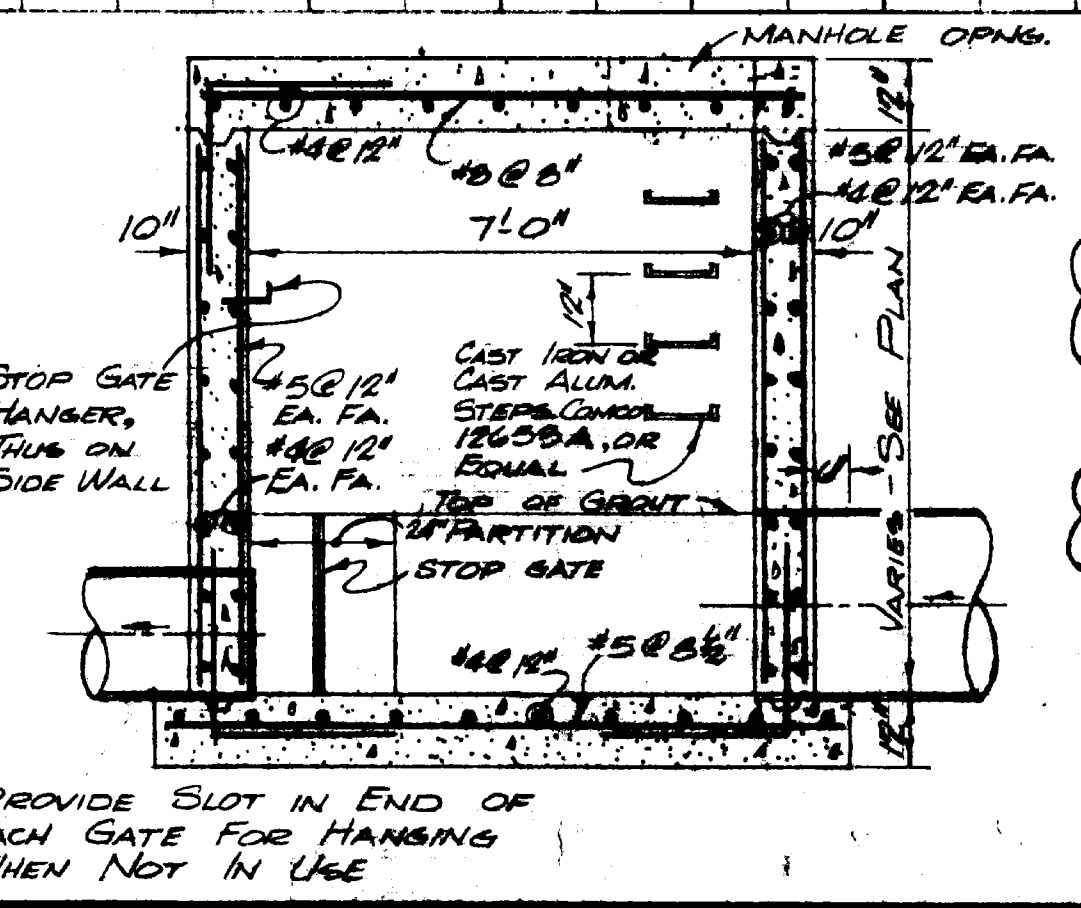 MANHOLE OPNG.
12"
#4@12"
#8@8"
#5@12" EA. FA.
#4@12" EA. FA.
10"
7'-0"
10"
12"
STOP GATE
HANGER,
THUS ON
SIDE WALL
#5@12"
EA. FA.
#4@12"
EA. FA.
CAST IRON OR
CAST ALUM.
STEPS.
OR
EQUAL
VARIES - SEE PLAN
6"
TOP OF GROUT
24" PARTITION
STOP GATE
#4@12"
#5@8½"
12"
PROVIDE SLOT IN END OF
EACH GATE FOR HANGING
WHEN NOT IN USE